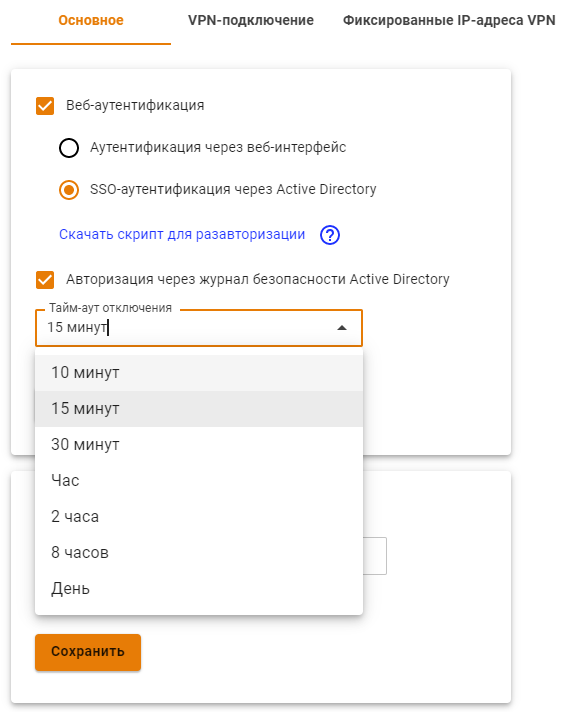 Основное VPN-подключение Фиксированные IP-адреса VPN
Веб-аутентификация
Аутентификация через веб-интерфейс
SSO-аутентификация через Active Directory
Скачать скрипт для разавторизации ?
Авторизация через журнал безопасности Active Directory
Тайм-аут отключения
15 минут
10 минут
15 минут
30 минут
Час
2 часа
8 часов
День
Сохранить